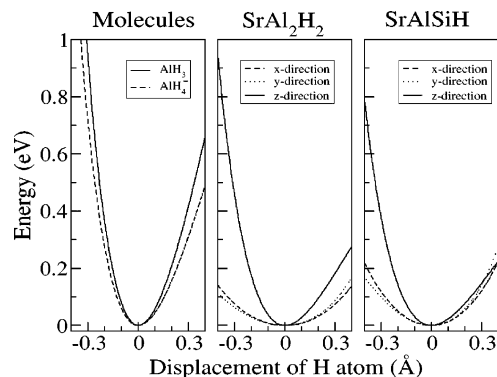 Molecules
SrAl₂H₂
SrAlSiH
AlH₃
AlH₄⁻
x-direction
y-direction
z-direction
x-direction
y-direction
z-direction
Energy (eV)
1
0.8
0.6
0.4
0.2
0
-0.3 0 0.3
-0.3 0 0.3
-0.3 0 0.3
Displacement of H atom (Å)